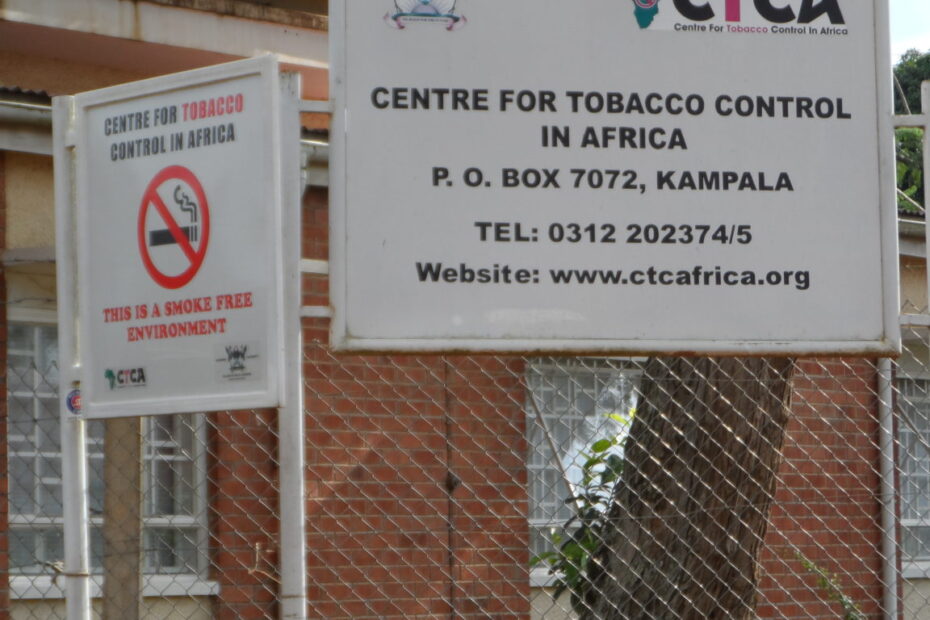 CENTRE FOR TOBACCO
CONTROL IN AFRICA
THIS IS A SMOKE FREE
ENVIRONMENT
CTCA
CTCA
Centre For Tobacco Control In Africa
CENTRE FOR TOBACCO CONTROL
IN AFRICA
P. O. BOX 7072, KAMPALA
TEL: 0312 202374/5
Website: www.ctcafrica.org